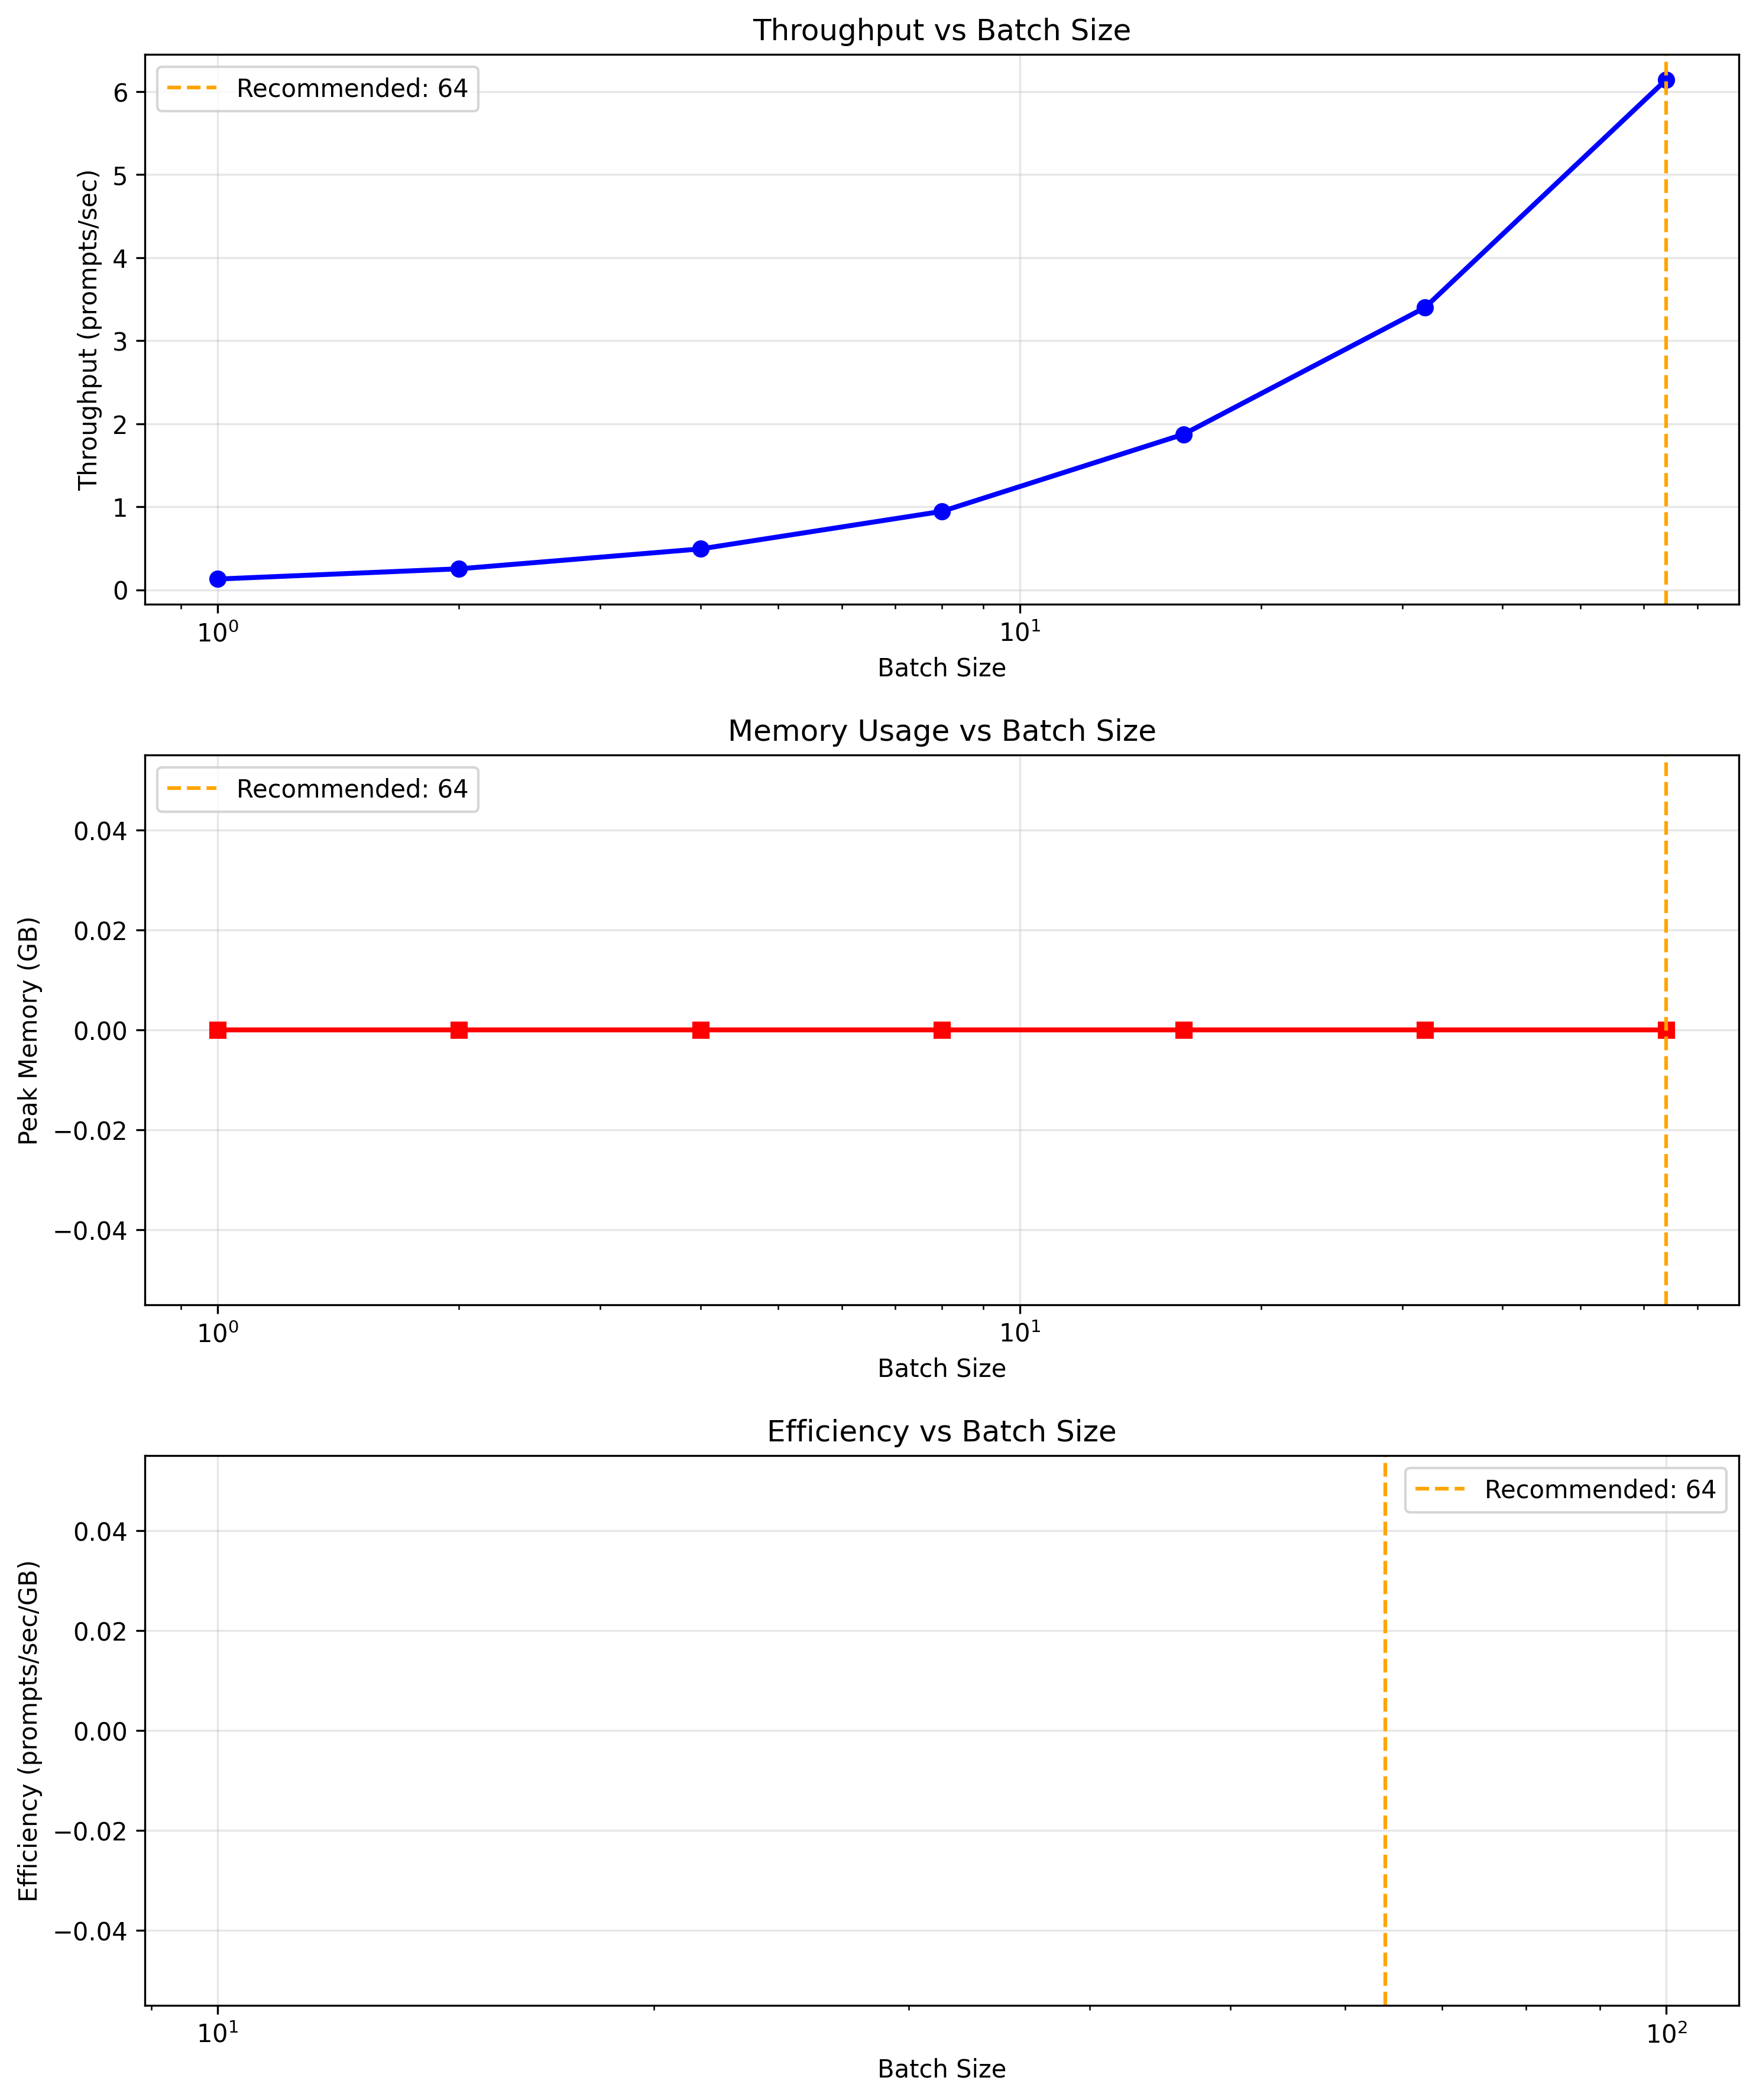 Throughput vs Batch Size
Recommended: 64
Throughput (prompts/sec)
6
5
4
3
2
1
0
10⁰
10¹
Batch Size
Memory Usage vs Batch Size
Recommended: 64
Peak Memory (GB)
0.04
0.02
0.00
−0.02
−0.04
10⁰
10¹
Batch Size
Efficiency vs Batch Size
Recommended: 64
Efficiency (prompts/sec/GB)
0.04
0.02
0.00
−0.02
−0.04
10¹
10²
Batch Size